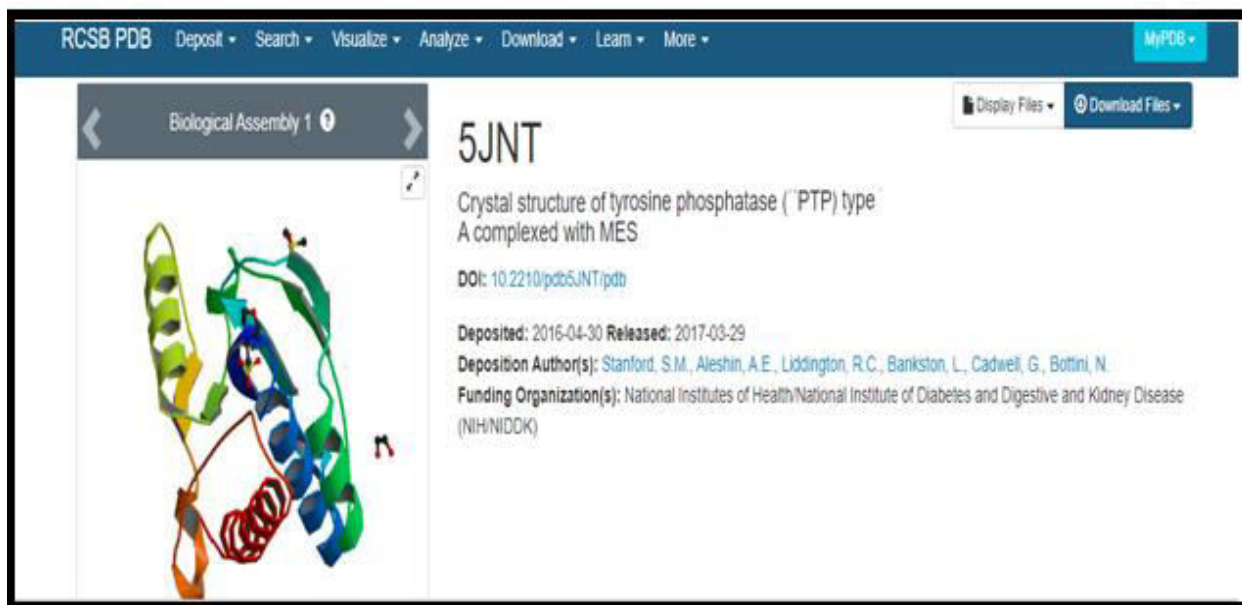 RCSB PDB Deposit Search Visualize Analyze Download Learn More MyPDB
Biological Assembly 1
Display Files Download Files
5JNT
Crystal structure of tyrosine phosphatase (``PTP) type
A complexed with MES
DOI: 10.2210/pdb5JNT/pdb
Deposited: 2016-04-30 Released: 2017-03-29
Deposition Author(s): Stanford, S.M., Aleshin, A.E., Liddington, R.C., Bankston, L., Cadwell, G., Bottini, N.
Funding Organization(s): National Institutes of Health/National Institute of Diabetes and Digestive and Kidney Disease
(NIH/NIDDK)